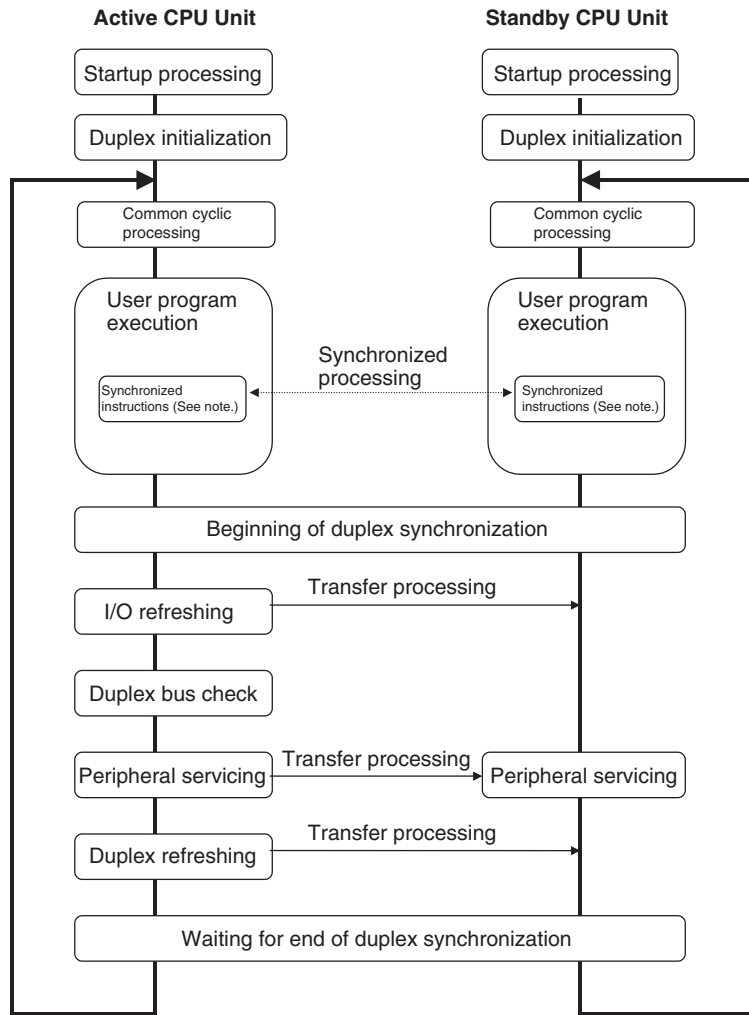 Active CPU Unit
Standby CPU Unit
Startup processing
Startup processing
Duplex initialization
Duplex initialization
Common cyclic
processing
Common cyclic
processing
User program
execution
User program
execution
Synchronized
processing
Synchronized
instructions (See note.)
Synchronized
instructions (See note.)
Beginning of duplex synchronization
Transfer processing
I/O refreshing
Duplex bus check
Transfer processing
Peripheral servicing
Peripheral servicing
Transfer processing
Duplex refreshing
Waiting for end of duplex synchronization